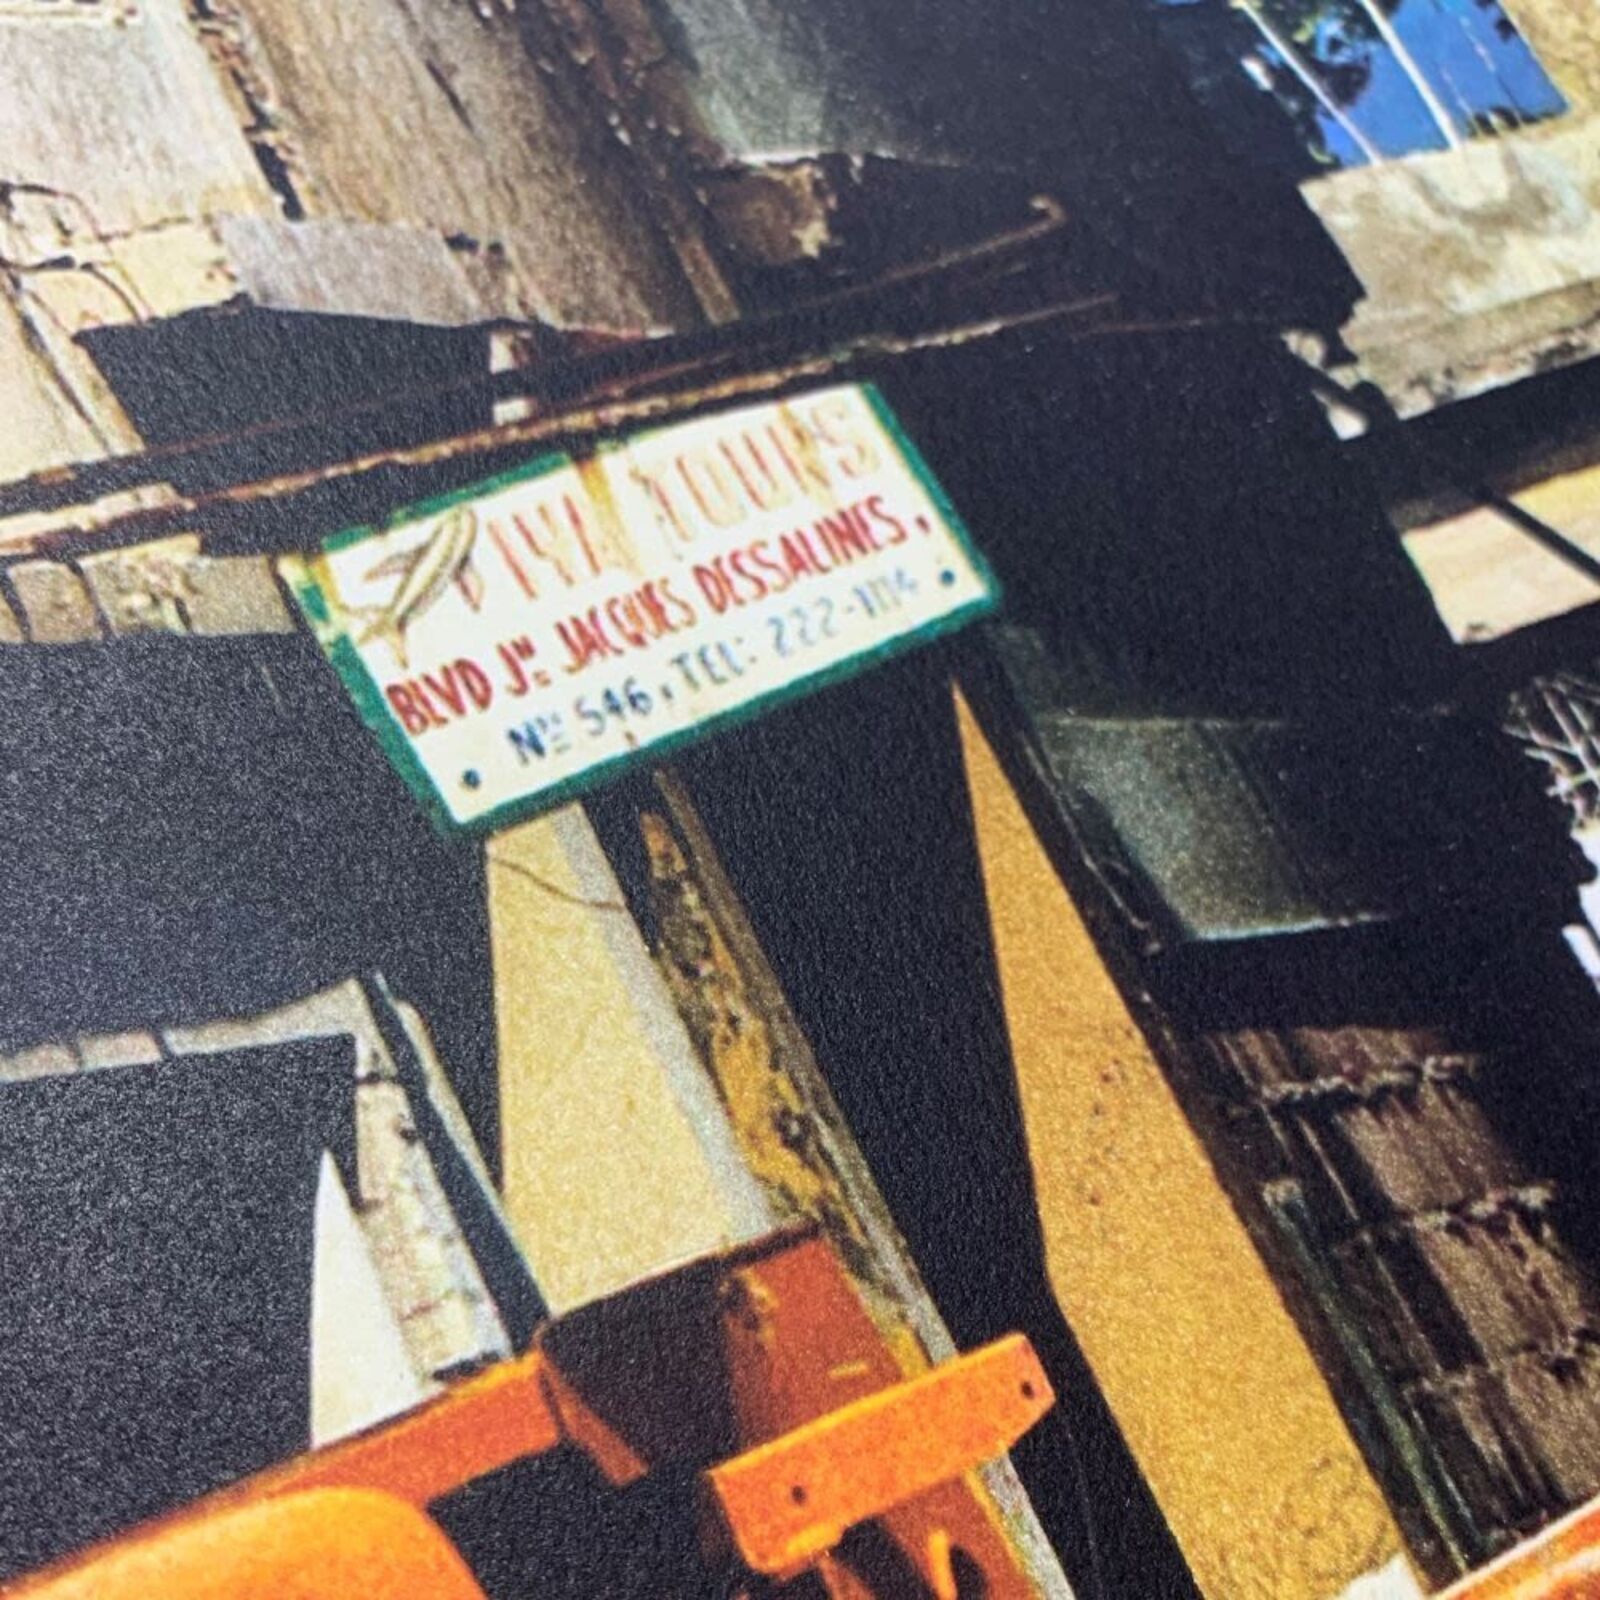 TOURS
BLVD Jn JACQUES DESSALINES,
No 546, TEL: 222-1114